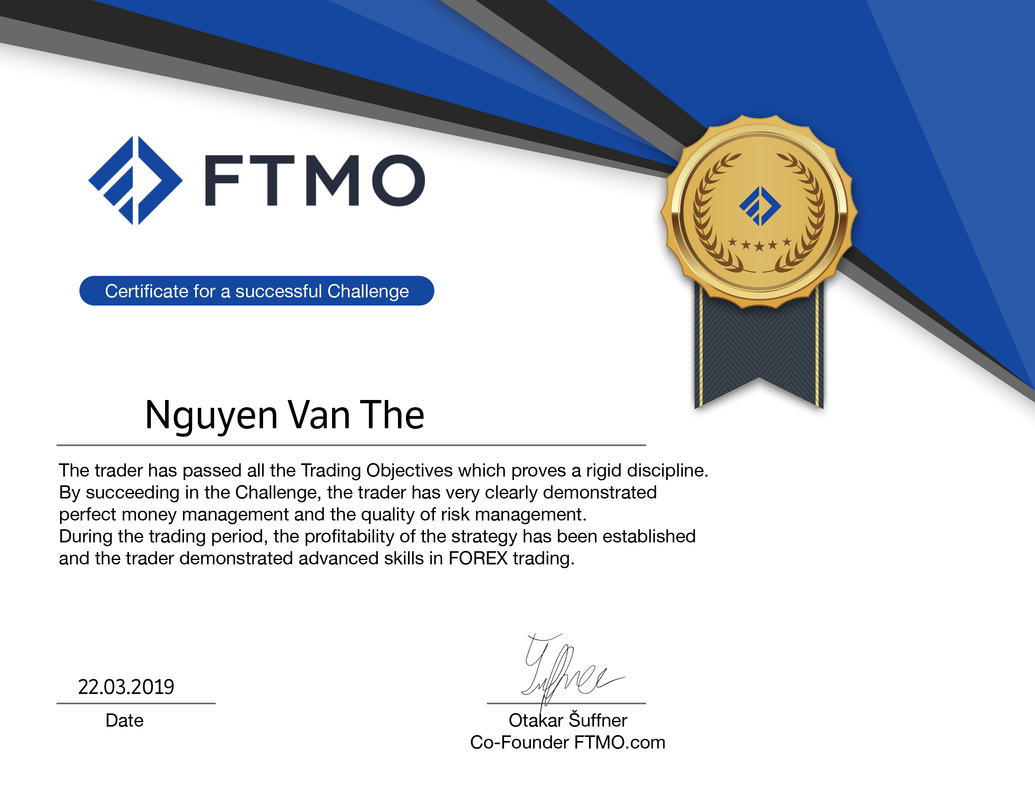 FTMO
Certificate for a successful Challenge
Nguyen Van The
The trader has passed all the Trading Objectives which proves a rigid discipline.
By succeeding in the Challenge, the trader has very clearly demonstrated
perfect money management and the quality of risk management.
During the trading period, the profitability of the strategy has been established
and the trader demonstrated advanced skills in FOREX trading.
22.03.2019
Date
Otakar Šuffner
Co-Founder FTMO.com